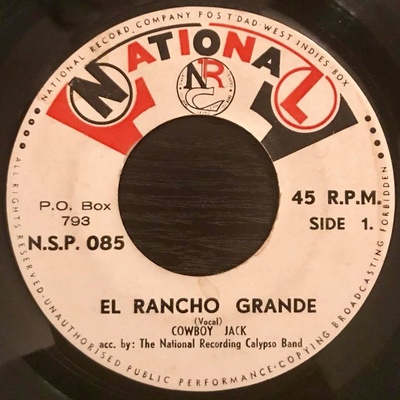 NATIONAL RECORD COMPANY POST DAD-WEST INDIES BOX
NATIONAL
NRC
P.O. Box
793
N.S.P. 085
45 R.P.M.
SIDE 1.
EL RANCHO GRANDE
(Vocal)
COWBOY JACK
acc. by: The National Recording Calypso Band
ALL RIGHTS RESERVED-UNAUTHORISED PUBLIC PERFORMANCE-COPYING BROADCASTING FORBIDDEN